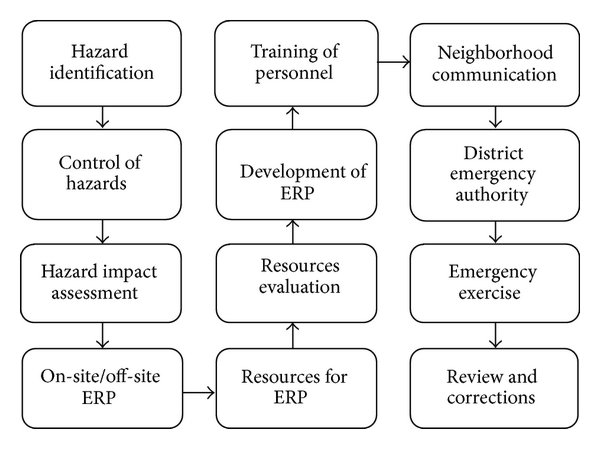 Hazard
identification
Control of
hazards
Hazard impact
assessment
On-site/off-site
ERP
Resources for
ERP
Resources
evaluation
Development of
ERP
Training of
personnel
Neighborhood
communication
District
emergency
authority
Emergency
exercise
Review and
corrections